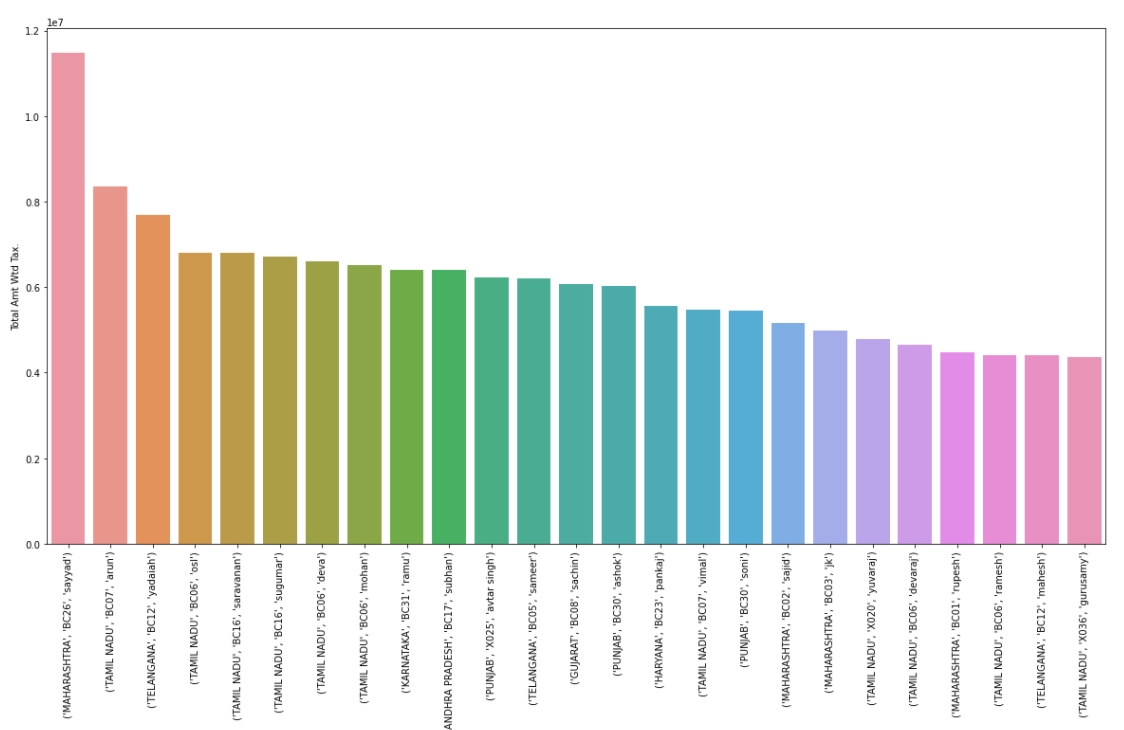 1e7
1.2
1.0
0.8
0.6
0.4
0.2
0.0
Total Amt Wtd Tax.
('MAHARASHTRA', 'BC26', 'sayyad')
('TAMIL NADU', 'BC07', 'arun')
('TELANGANA', 'BC12', 'yadaiah')
('TAMIL NADU', 'BC06', 'osl')
('TAMIL NADU', 'BC16', 'saravanan')
('TAMIL NADU', 'BC16', 'sugumar')
('TAMIL NADU', 'BC06', 'deva')
('TAMIL NADU', 'BC06', 'mohan')
('KARNATAKA', 'BC31', 'ramu')
ANDHRA PRADESH', 'BC17', 'subhan')
('PUNJAB', 'X025', 'avtar singh')
('TELANGANA', 'BC05', 'sameer')
('GUJARAT', 'BC08', 'sachin')
('PUNJAB', 'BC30', 'ashok')
('HARYANA', 'BC23', 'pankaj')
('TAMIL NADU', 'BC07', 'vimal')
('PUNJAB', 'BC30', 'soni')
('MAHARASHTRA', 'BC02', 'sajid')
('MAHARASHTRA', 'BC03', 'jk')
('TAMIL NADU', 'X020', 'yuvaraj')
('TAMIL NADU', 'BC06', 'devaraj')
('MAHARASHTRA', 'BC01', 'rupesh')
('TAMIL NADU', 'BC06', 'ramesh')
('TELANGANA', 'BC12', 'mahesh')
('TAMIL NADU', 'X036', 'gurusamy')